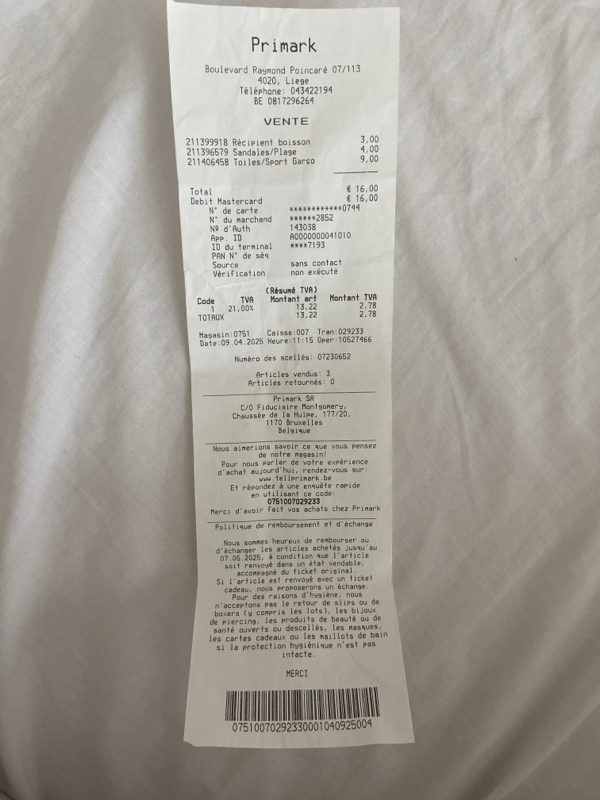 Primark
Boulevard Raymond Poincaré 07/113
4020, Liege
Téléphone: 043422194
BE 0817296264
VENTE
211399918 Récipient boisson 3,00
211396579 Sandales/Plage 4,00
211406458 Toiles/Sport Garço 9,00
Total € 16,00
Debit Mastercard € 16,00
N° de carte ************0744
N° du marchand ******2852
Nº d'Auth 143038
App. ID A0000000041010
ID du terminal ****7193
PAN N° de séq
Source sans contact
Vérification non exécuté
(Résumé TVA)
Code TVA Montant art Montant TVA
1 21,00% 13,22 2,78
TOTAUX 13,22 2,78
Magasin:0751 Caisse:007 Tran:029233
Date:09.04.2025 Heure:11:15 Oper:10527466
Numéro des scellés: 07230652
Articles vendus: 3
Articles retournés: 0
Primark SA
C/O Fiduciaire Montgomery,
Chaussée de la Hulpe, 177/20,
1170 Bruxelles
Belgique
Nous aimerions savoir ce que vous pensez
de notre magasin!
Pour nous parler de votre expérience
d'achat aujourd'hui, rendez-vous sur:
www.tellprimark.be
Et répondez à une enquête rapide
en utilisant ce code:
0751007029233
Merci d'avoir fait vos achats chez Primark
Politique de remboursement et d'échange
Nous sommes heureux de rembourser ou
d'échanger les articles achetés jusqu'au
07.05.2025, à condition que l'article
soit renvoyé dans un état vendable,
accompagné du ticket original.
Si l'article est renvoyé avec un ticket
cadeau, nous proposerons un échange.
Pour des raisons d'hygiène, nous
n'acceptons pas le retour de slips ou de
boxers (y compris les lots), les bijoux
de piercing, les produits de beauté ou de
santé ouverts ou descellés, les masques,
les cartes cadeaux ou les maillots de bain
si la protection hygiénique n'est pas
intacte.
MERCI
07510070292330001040925004